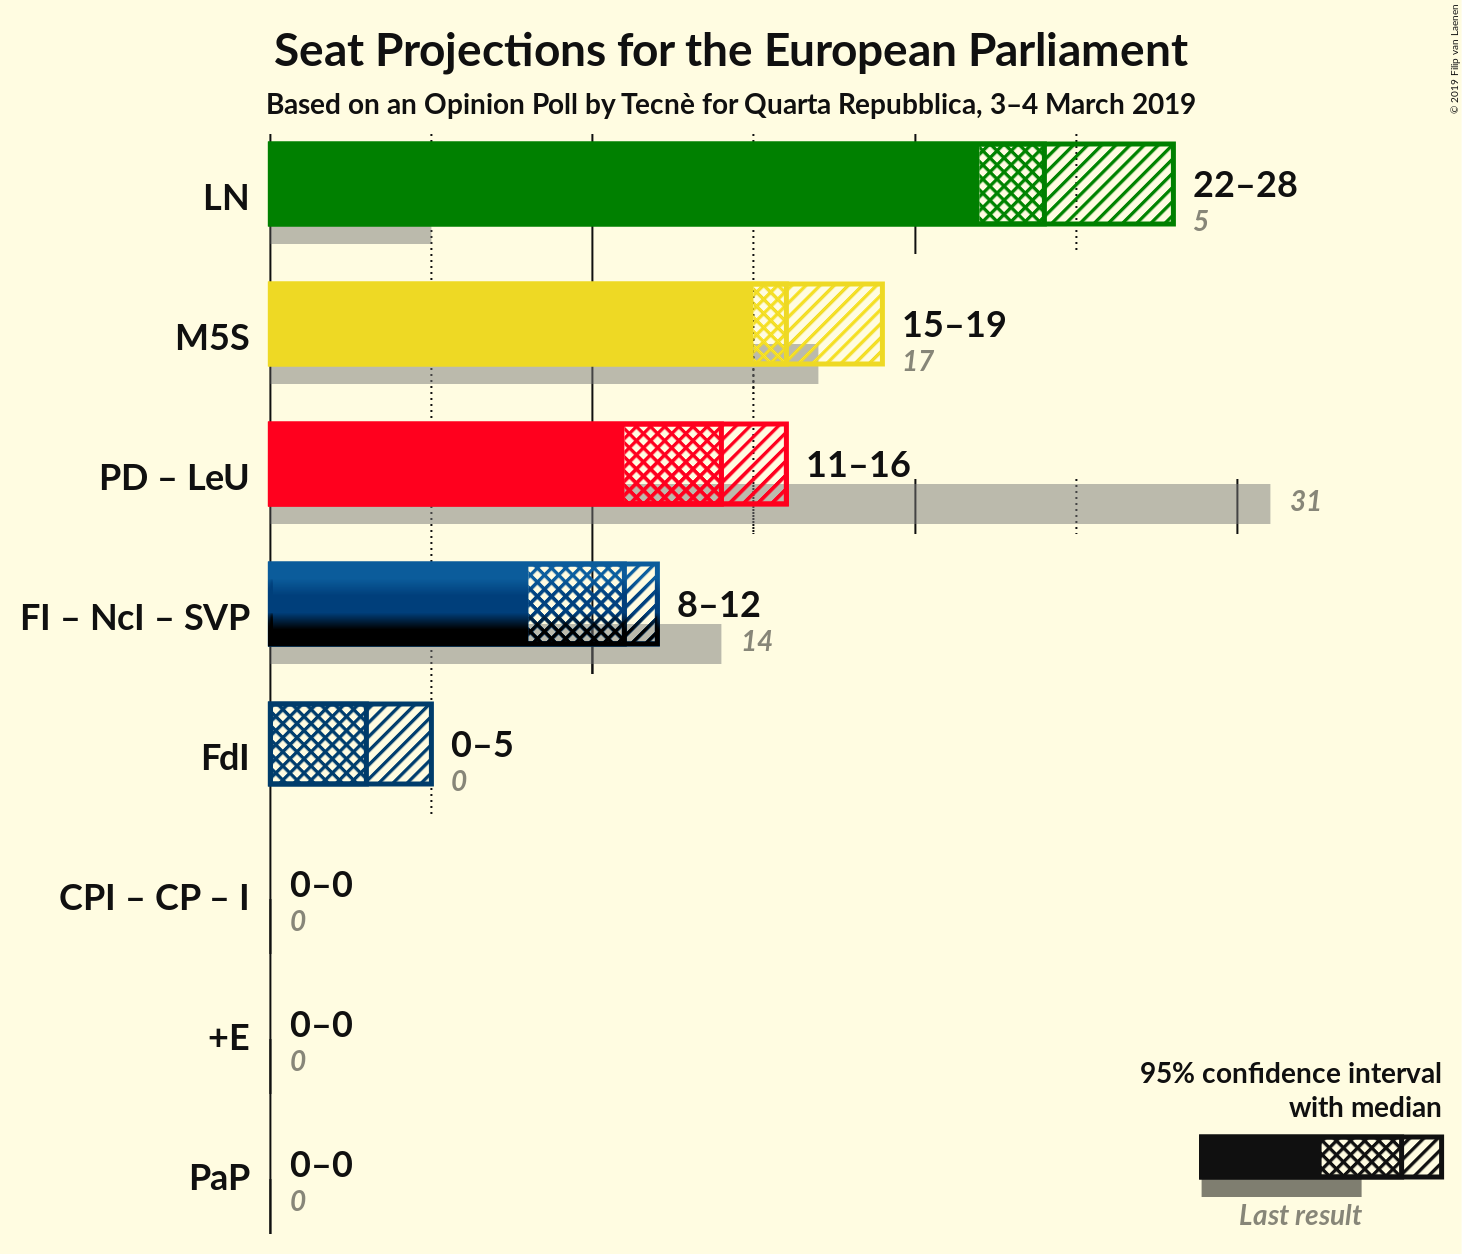 Seat Projections for the European Parliament
Based on an Opinion Poll by Tecnè for Quarta Repubblica, 3–4 March 2019
© 2019 Filip van Laenen
LN
22–28
5
M5S
15–19
17
PD – LeU
11–16
31
FI – NcI – SVP
8–12
14
FdI
0–5
0
CPI – CP – I
0–0
0
+E
0–0
0
PaP
0–0
0
95% confidence interval
with median
Last result